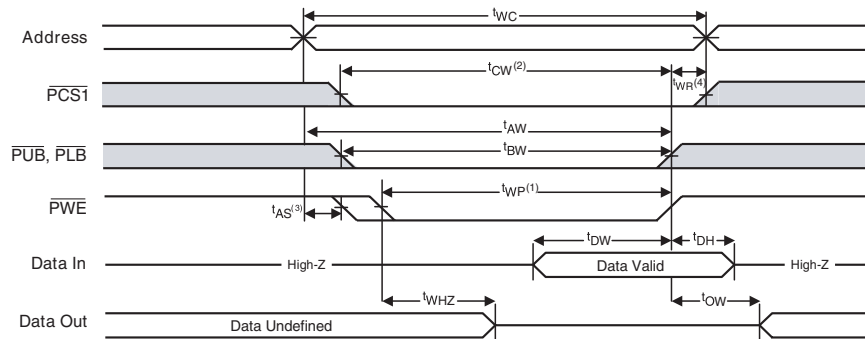 tWC
Address
tCW(2)
PCS1
tWR(4)
tAW
PUB, PLB
tBW
PWE
tWP(1)
tAS(3)
tDW
tDH
Data In
High-Z
Data Valid
High-Z
tWHZ
tOW
Data Out
Data Undefined